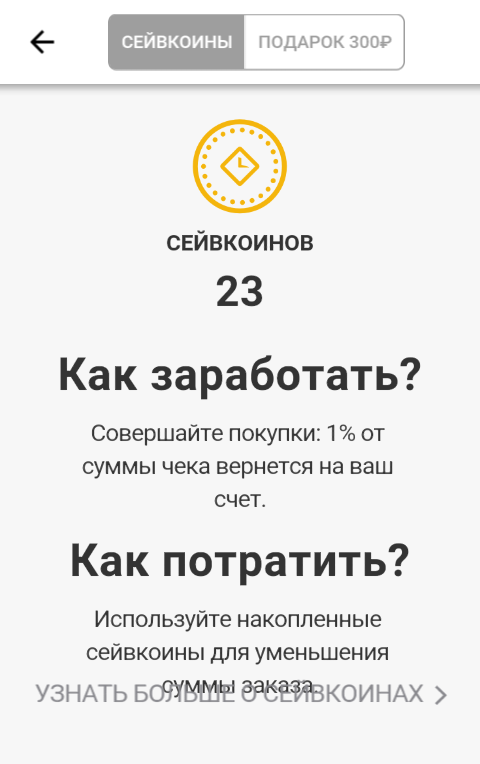 СЕЙВКОИНЫ ПОДАРОК 300₽
СЕЙВКОИНОВ
23
Как заработать?
Совершайте покупки: 1% от
суммы чека вернется на ваш
счет.
Как потратить?
Используйте накопленные
сейвкоины для уменьшения
суммы заказа.
УЗНАТЬ БОЛЬШЕ О СЕЙВКОИНАХ